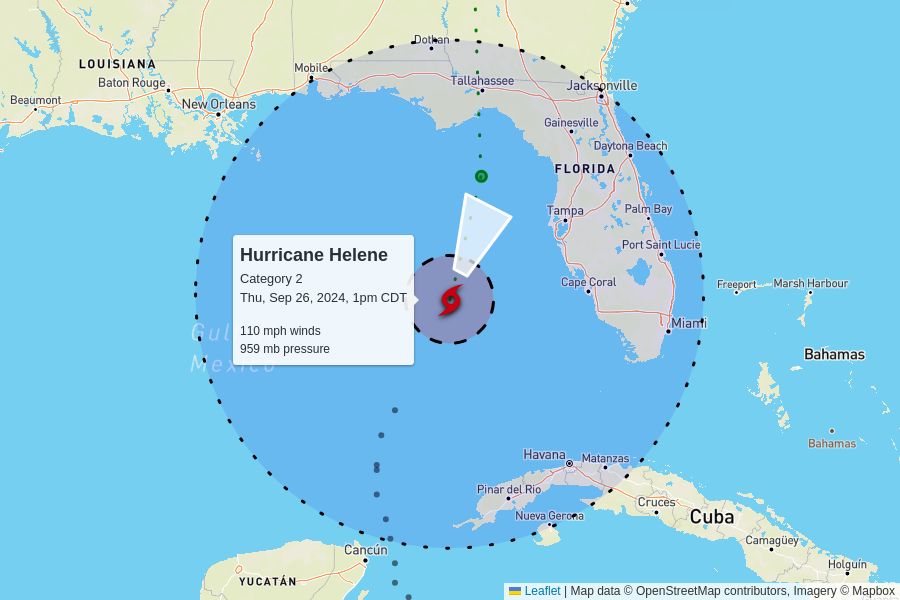 Dothan
LOUISIANA
Mobile
Baton Rouge
Tallahassee
Jacksonville
Beaumont
New Orleans
Gainesville
Daytona Beach
FLORIDA
Tampa
Palm Bay
Port Saint Lucie
Hurricane Helene
Category 2
Thu, Sep 26, 2024, 1pm CDT
110 mph winds
959 mb pressure
Cape Coral
Freeport
Marsh Harbour
Gul
Mexico
Miami
Bahamas
Bahamas
Havana
Matanzas
Pinar del Río
Cruces
Nueva Gerona
Cuba
Camagüey
Cancún
Holguín
YUCATÁN
Leaflet | Map data © OpenStreetMap contributors, Imagery © Mapbox